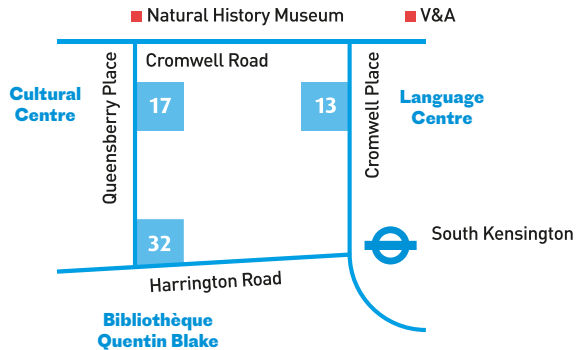 Natural History Museum
V&A
Cromwell Road
Queensberry Place
Cultural
Centre
17
13
Cromwell Place
Language
Centre
32
South Kensington
Harrington Road
Bibliothèque
Quentin Blake